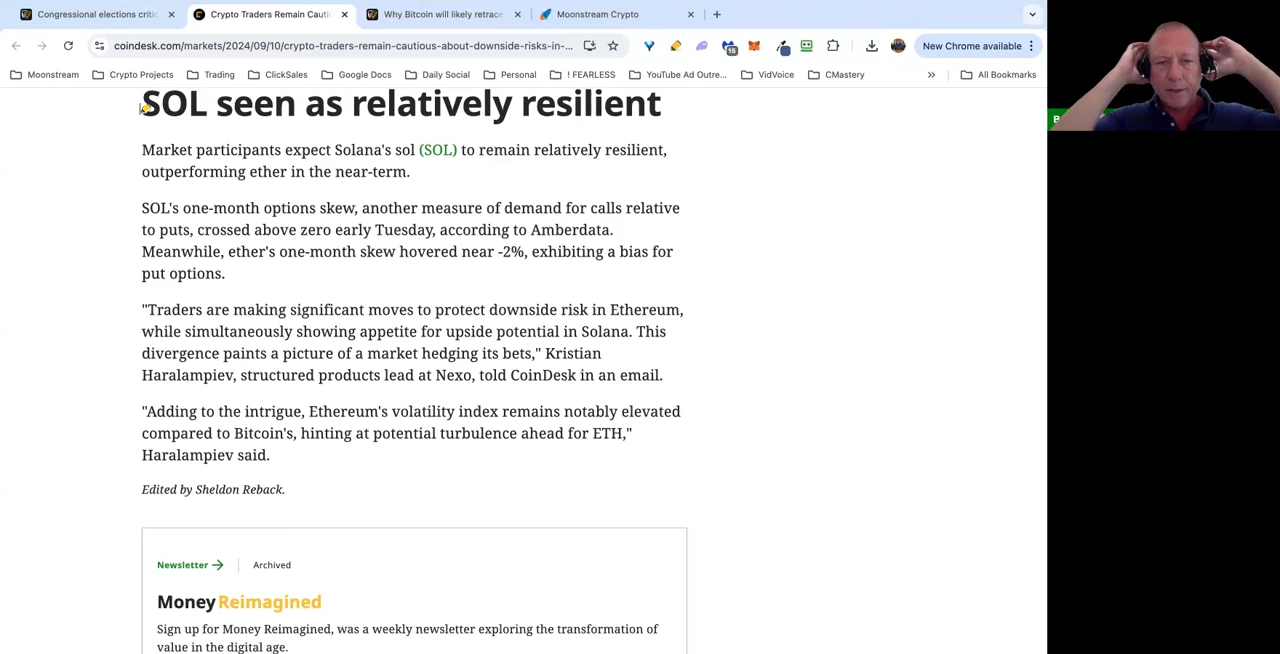 Congressional elections critic
Crypto Traders Remain Cauti
Why Bitcoin will likely retrace
Moonstream Crypto
coindesk.com/markets/2024/09/10/crypto-traders-remain-cautious-about-downside-risks-in-...
15
New Chrome available
Moonstream
Crypto Projects
Trading
ClickSales
Google Docs
Daily Social
Personal
! FEARLESS
YouTube Ad Outre...
VidVoice
CMastery
»
All Bookmarks
SOL seen as relatively resilient
Market participants expect Solana's sol (SOL) to remain relatively resilient,
outperforming ether in the near-term.
SOL's one-month options skew, another measure of demand for calls relative
to puts, crossed above zero early Tuesday, according to Amberdata.
Meanwhile, ether's one-month skew hovered near -2%, exhibiting a bias for
put options.
"Traders are making significant moves to protect downside risk in Ethereum,
while simultaneously showing appetite for upside potential in Solana. This
divergence paints a picture of a market hedging its bets," Kristian
Haralampiev, structured products lead at Nexo, told CoinDesk in an email.
"Adding to the intrigue, Ethereum's volatility index remains notably elevated
compared to Bitcoin's, hinting at potential turbulence ahead for ETH,"
Haralampiev said.
Edited by Sheldon Reback.
Newsletter
Archived
Money Reimagined
Sign up for Money Reimagined, was a weekly newsletter exploring the transformation of
value in the digital age.